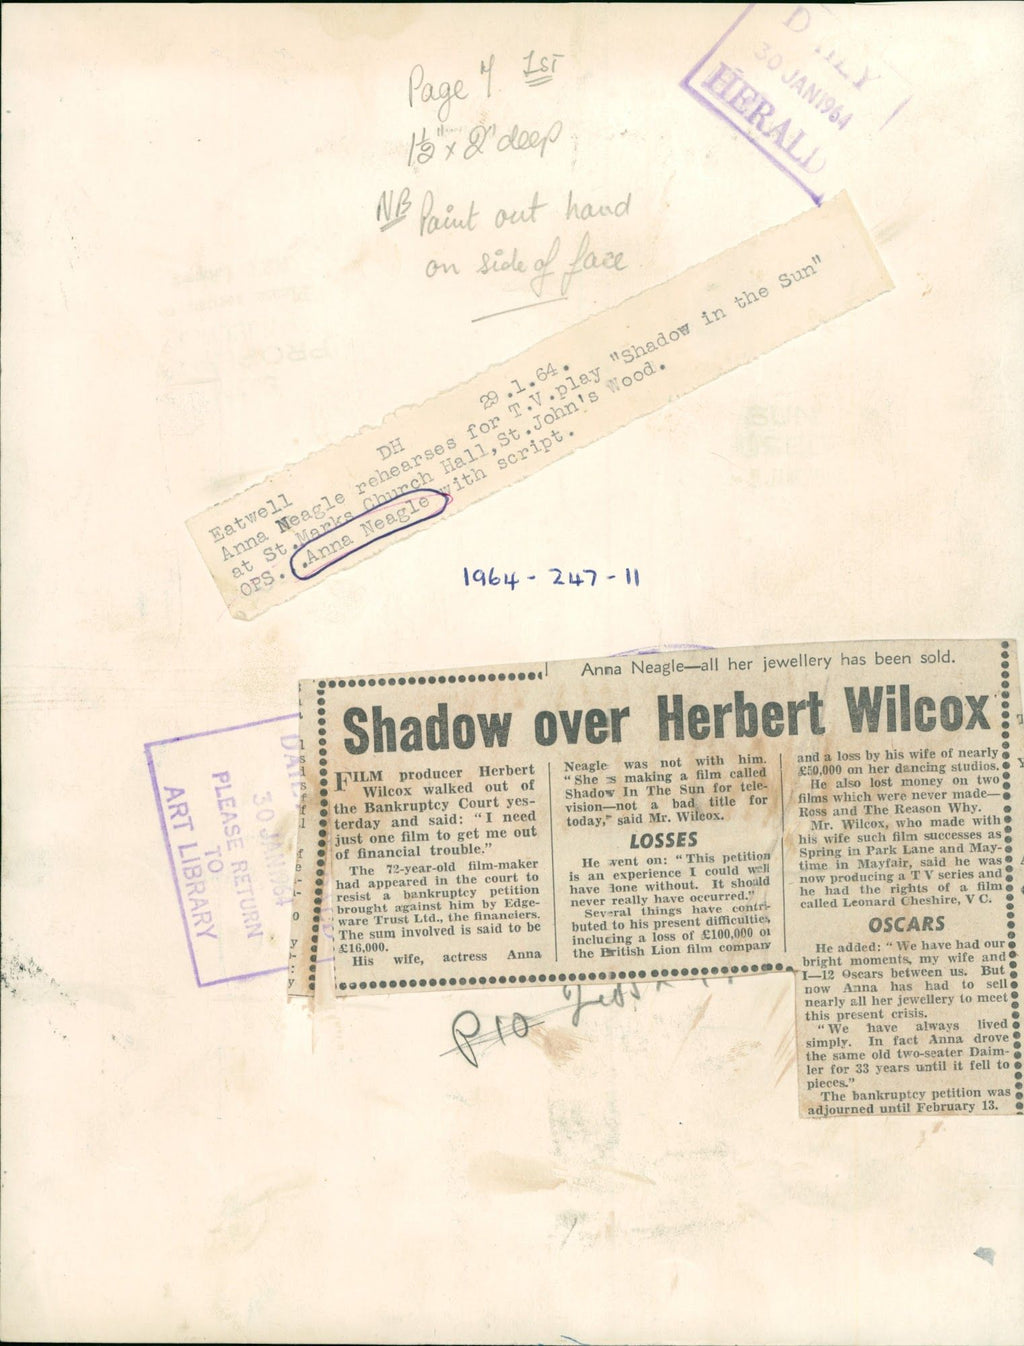 Page 7 1st
1½" x 2" deep
NB Paint out hand
on side of face
DAILY
30 JAN 1964
HERALD
29.1.64.
Eatwell DH
Anna Neagle rehearses for T.V.play "Shadow in the Sun"
at St.Marks Church Hall,St.John's Wood.
OPS. .Anna Neagle with script.
1964-247-11
Anna Neagle—all her jewellery has been sold.
Shadow over Herbert Wilcox
FILM producer Herbert
Wilcox walked out of
the Bankruptcy Court yes-
terday and said: "I need
just one film to get me out
of financial trouble."
The 72-year-old film-maker
had appeared in the court to
resist a bankruptcy petition
brought against him by Edge-
ware Trust Ltd., the financiers.
The sum involved is said to be
£16,000.
His wife, actress Anna
Neagle was not with him.
"She is making a film called
Shadow In The Sun for tele-
vision—not a bad title for
today," said Mr. Wilcox.
LOSSES
He went on: "This petition
is an experience I could well
have done without. It should
never really have occurred."
Several things have contri-
buted to his present difficulties
including a loss of £100,000 on
the British Lion film company
and a loss by his wife of nearly
£50,000 on her dancing studios.
He also lost money on two
films which were never made—
Ross and The Reason Why.
Mr. Wilcox, who made with
his wife such film successes as
Spring in Park Lane and May-
time in Mayfair, said he was
now producing a TV series and
he had the rights of a film
called Leonard Cheshire, VC.
OSCARS
He added: "We have had our
bright moments, my wife and
I—12 Oscars between us. But
now Anna has had to sell
nearly all her jewellery to meet
this present crisis.
"We have always lived
simply. In fact Anna drove
the same old two-seater Daim-
ler for 33 years until it fell to
pieces."
The bankruptcy petition was
adjourned until February 13.
30 JAN 1964
PLEASE RETURN
TO
ART LIBRARY
P10